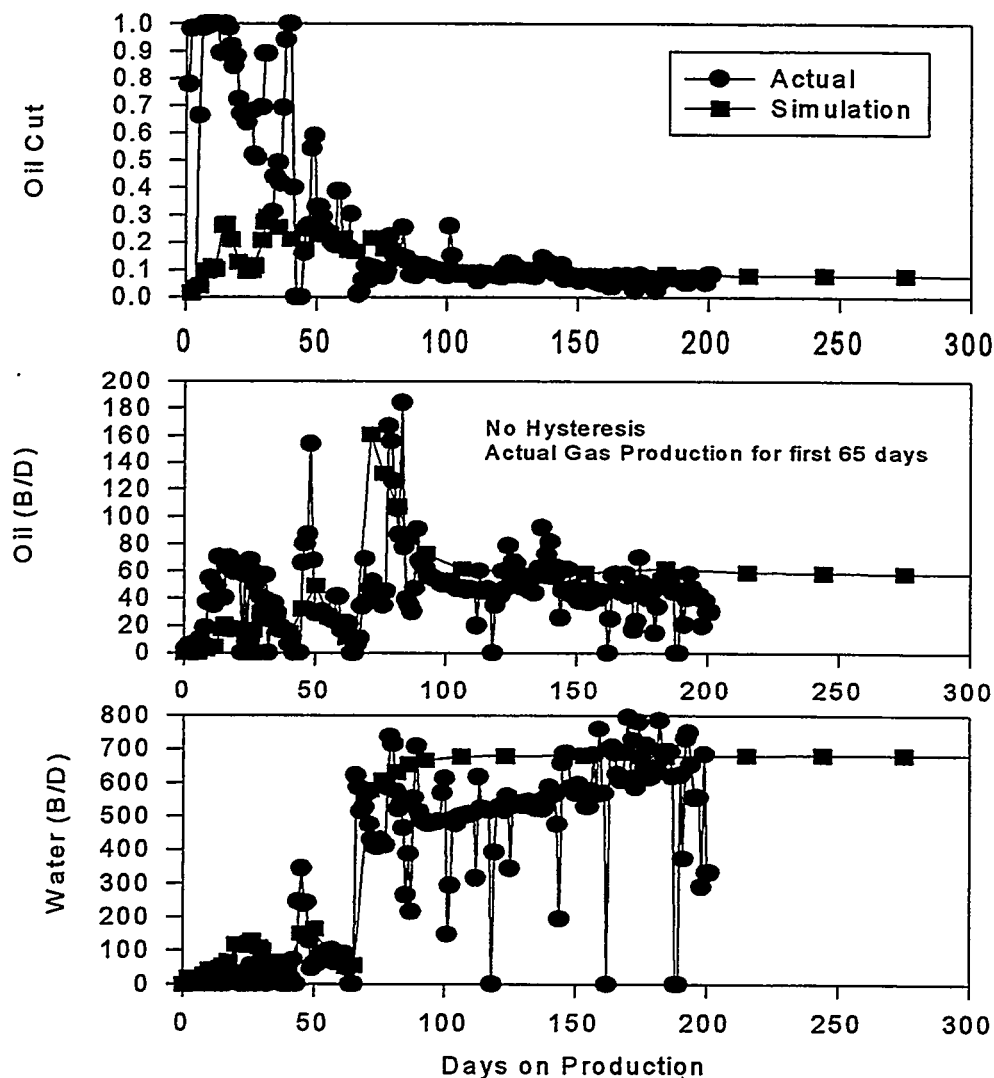 1.0
0.9
0.8
0.7
0.6
0.5
0.4
0.3
0.2
0.1
0.0
Oil Cut
Actual
Simulation
0 50 100 150 200 250 300
200
180
160
140
120
100
80
60
40
20
0
Oil (B/D)
No Hysteresis
Actual Gas Production for first 65 days
0 50 100 150 200 250 300
800
700
600
500
400
300
200
100
0
Water (B/D)
0 50 100 150 200 250 300
Days on Production